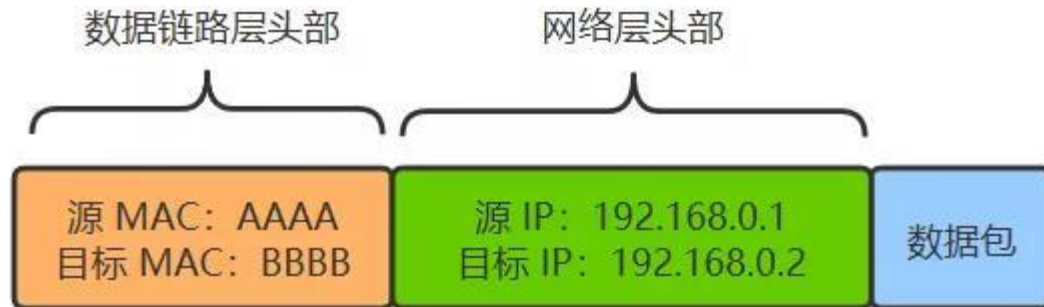 数据链路层头部
网络层头部
源 MAC：AAAA
目标 MAC：BBBB
源 IP：192.168.0.1
目标 IP：192.168.0.2
数据包